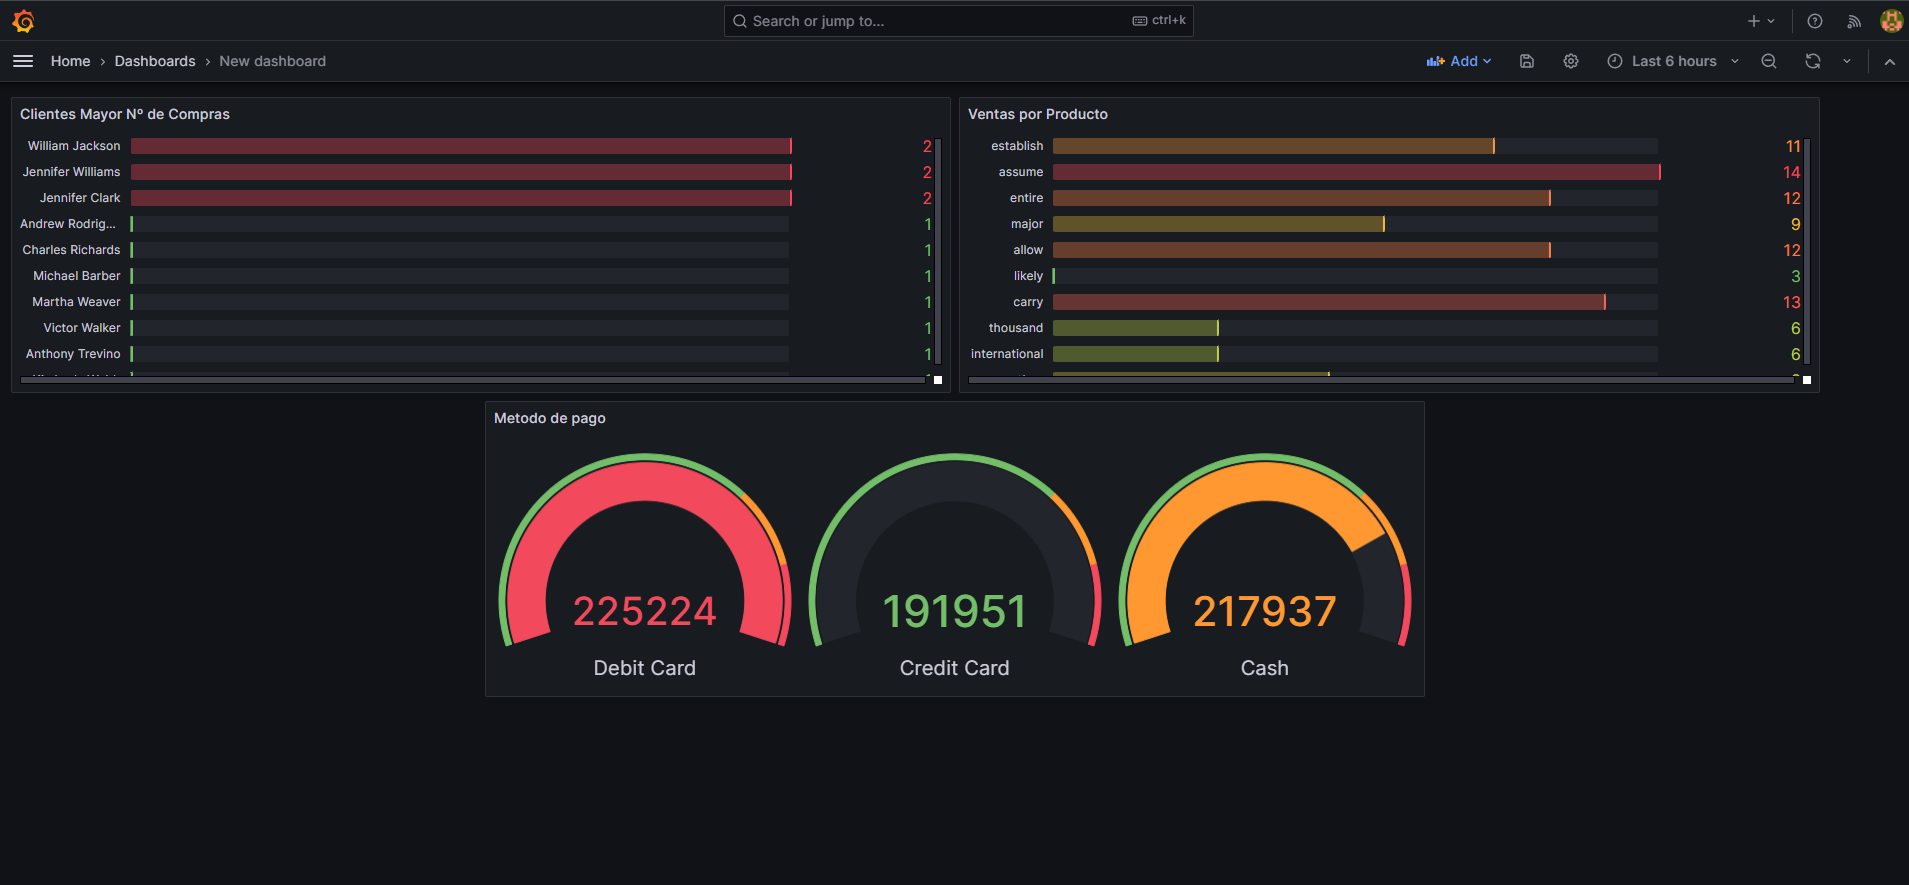 Search or jump to...
ctrl+k
Home › Dashboards › New dashboard
Add
Last 6 hours
Clientes Mayor Nº de Compras
William Jackson 2
Jennifer Williams 2
Jennifer Clark 2
Andrew Rodrig... 1
Charles Richards 1
Michael Barber 1
Martha Weaver 1
Victor Walker 1
Anthony Trevino 1
Ventas por Producto
establish 11
assume 14
entire 12
major 9
allow 12
likely 3
carry 13
thousand 6
international 6
Metodo de pago
225224
Debit Card
191951
Credit Card
217937
Cash